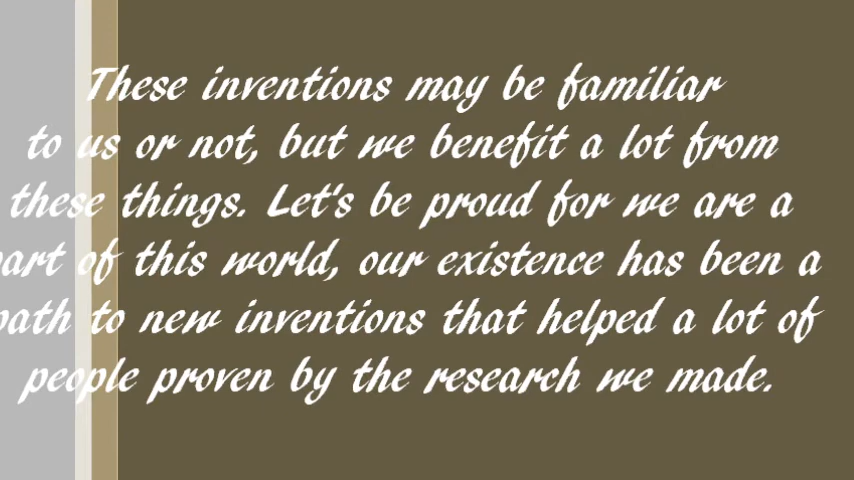 These inventions may be familiar
to us or not, but we benefit a lot from
these things. Let's be proud for we are a
part of this world, our existence has been a
path to new inventions that helped a lot of
people proven by the research we made.